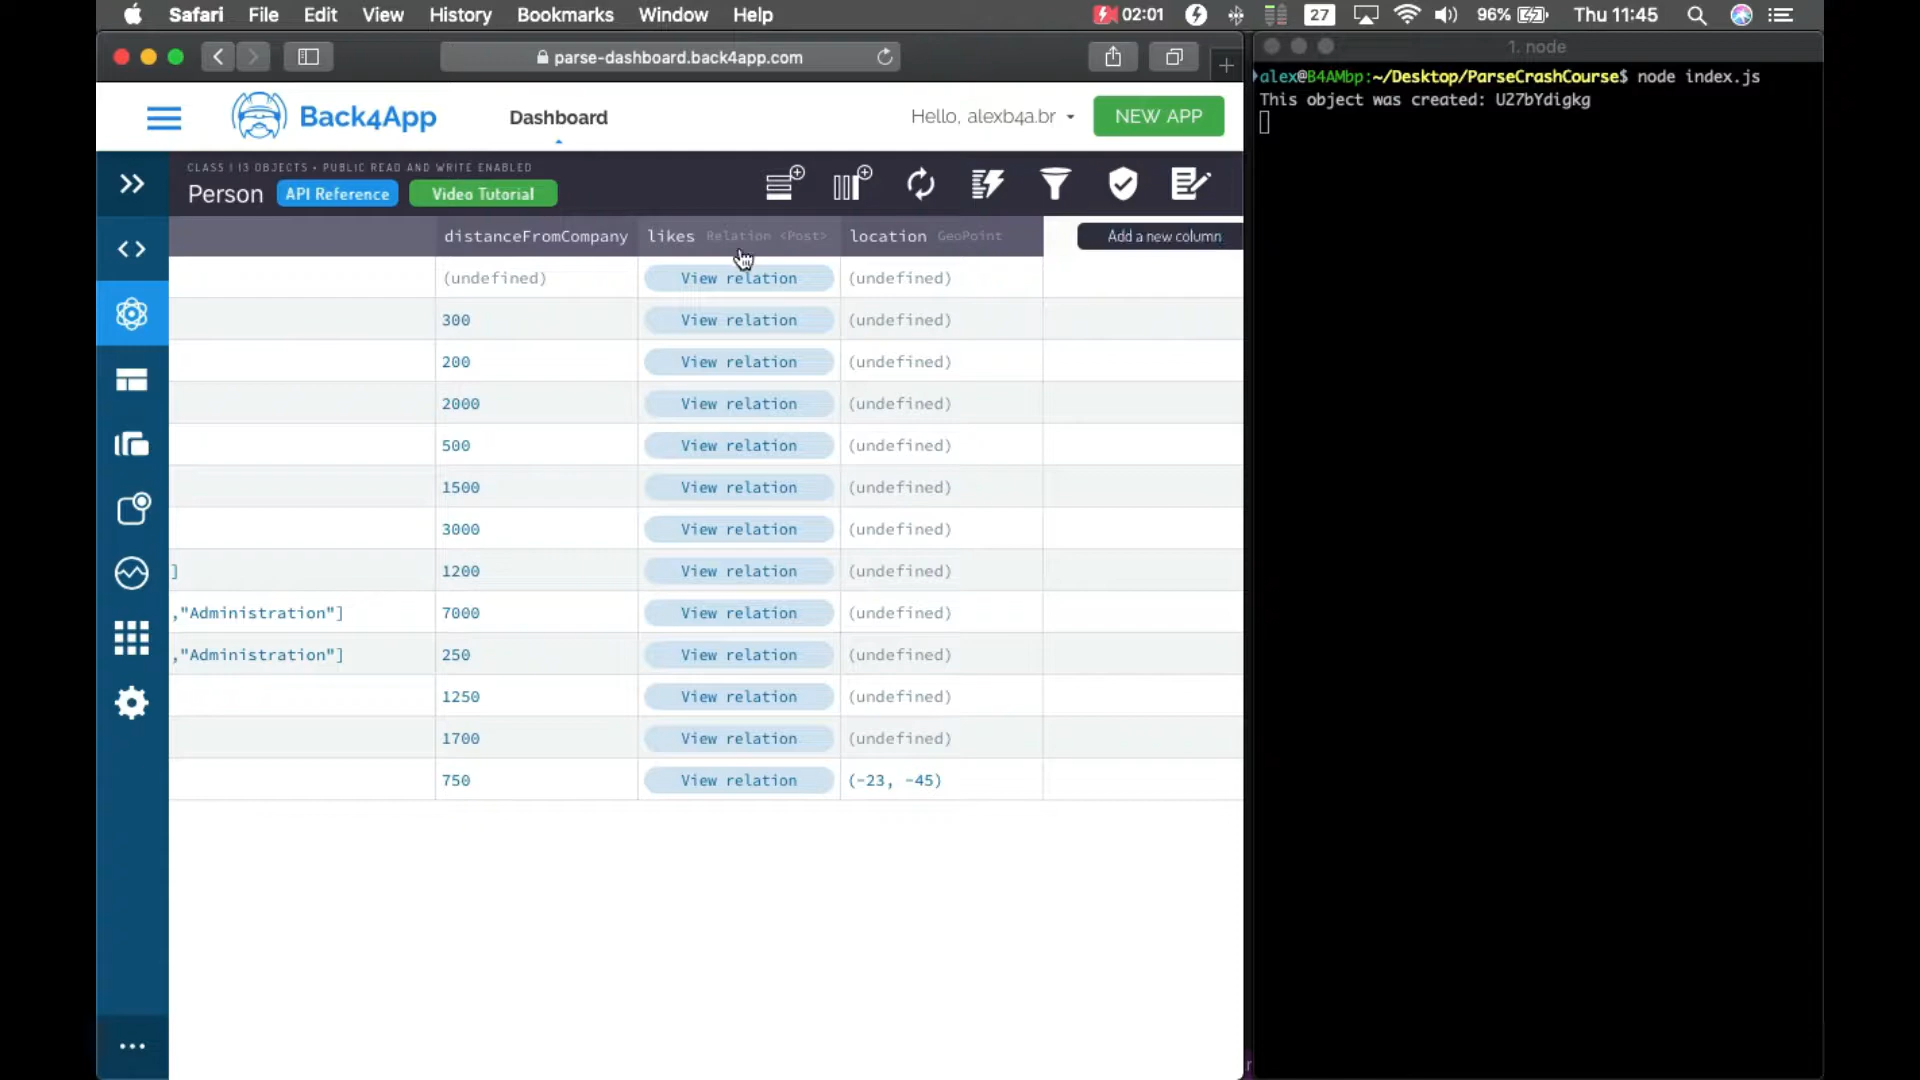 Safari File Edit View History Bookmarks Window Help 02:01 27 96% Thu 11:45
parse-dashboard.back4app.com
1. node
alex@B4AMbp:~/Desktop/ParseCrashCourse$ node index.js
This object was created: U27bYdigkg
Back4App Dashboard Hello, alexb4a.br NEW APP
CLASS | 13 OBJECTS • PUBLIC READ AND WRITE ENABLED
Person API Reference Video Tutorial
distanceFromCompany likes Relation <Post> location GeoPoint Add a new column
(undefined) View relation (undefined)
300 View relation (undefined)
200 View relation (undefined)
2000 View relation (undefined)
500 View relation (undefined)
1500 View relation (undefined)
3000 View relation (undefined)
] 1200 View relation (undefined)
,"Administration"] 7000 View relation (undefined)
,"Administration"] 250 View relation (undefined)
1250 View relation (undefined)
1700 View relation (undefined)
750 View relation (-23, -45)